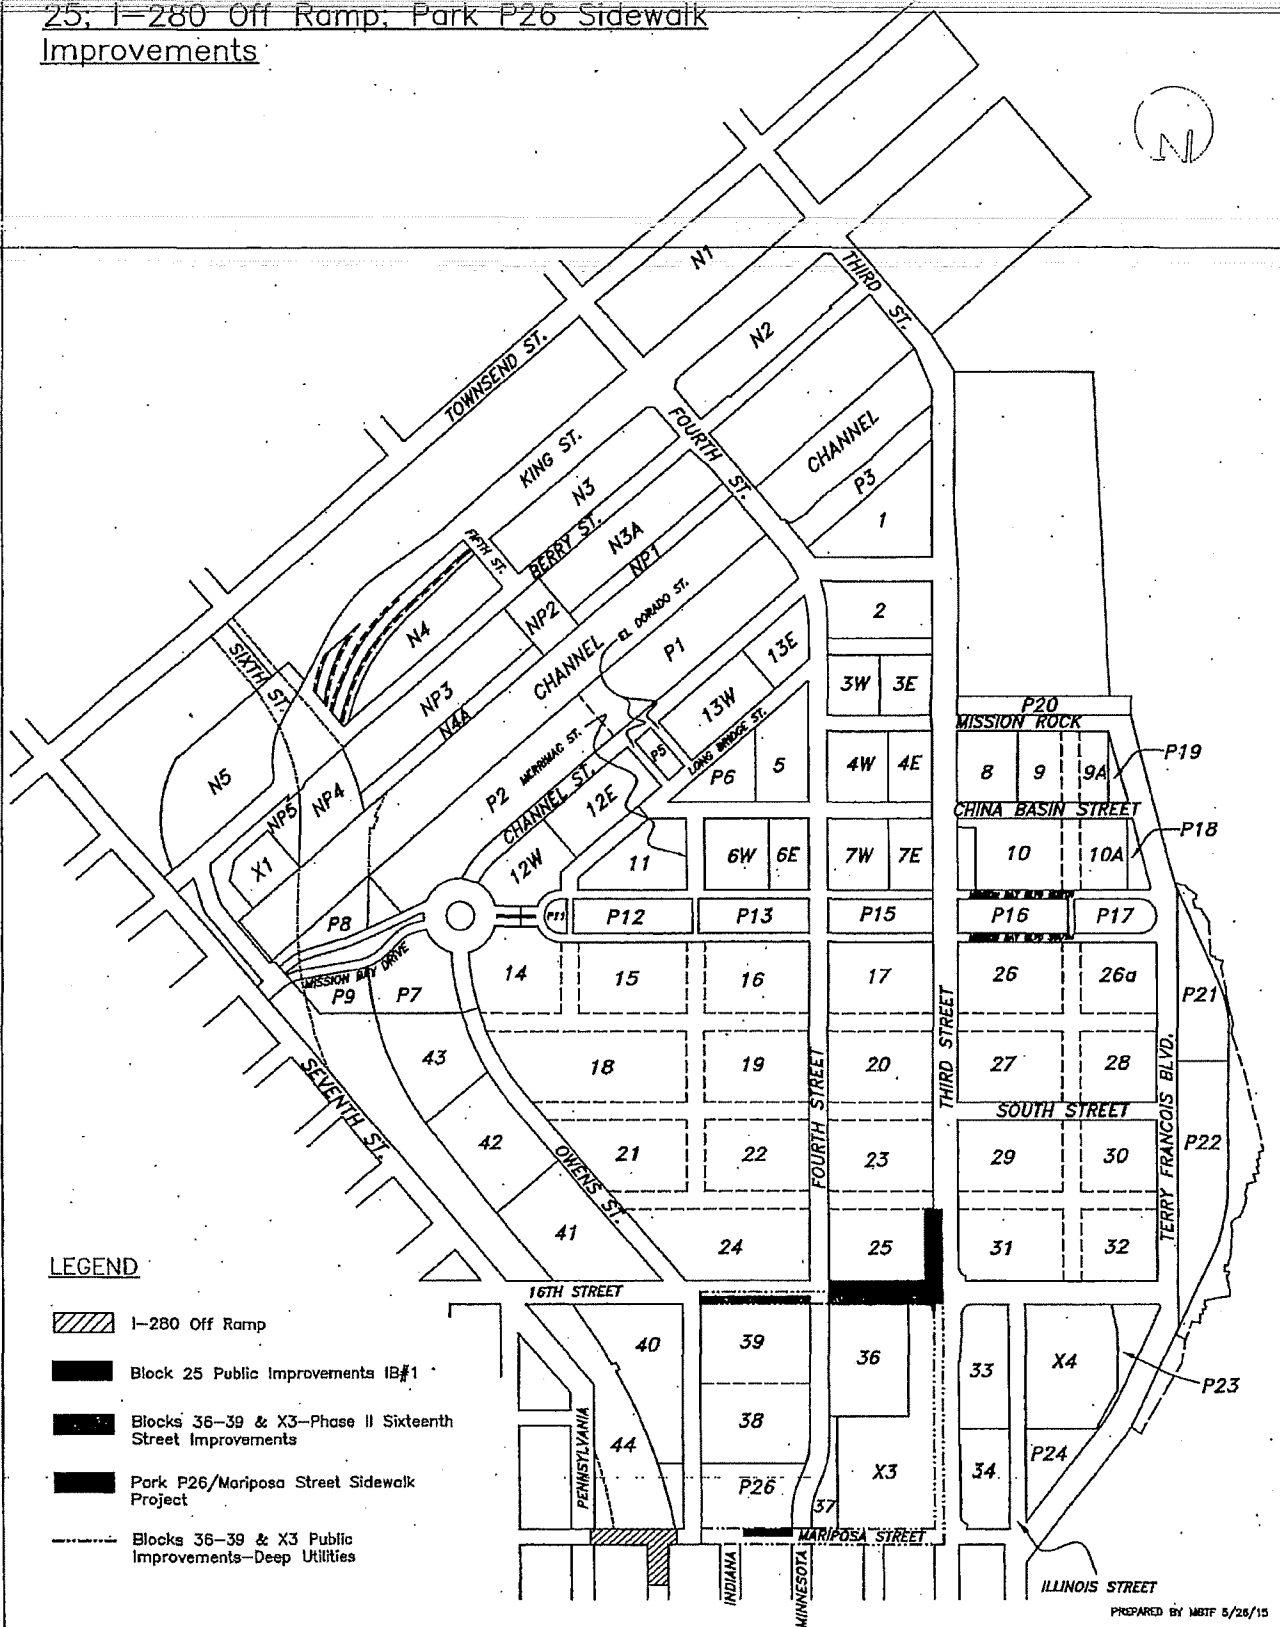 25; I-280 Off Ramp; Park P26 Sidewalk
Improvements
N
N1
THIRD ST.
N2
TOWNSEND ST.
FOURTH ST.
CHANNEL
KING ST.
P3
N3
1
FIFTH ST.
BERRY ST.
N3A
NP1
EL DORADO ST.
N4
NP2
2
P1
13E
SIXTH ST.
CHANNEL
3W
3E
NP3
13W
N4A
P20
MISSION ROCK
MERRIMAC ST.
P5
LONG BRIDGE ST.
P19
N5
P6
5
4W
4E
8
9
9A
NP4
P2
12E
CHANNEL ST.
NP5
CHINA BASIN STREET
P18
X1
12W
11
6W
6E
7W
7E
10
10A
MISSION BAY BLVD NORTH
P8
P11
P12
P13
P15
P16
P17
MISSION BAY BLVD SOUTH
MISSION BAY DRIVE
14
15
16
17
26
26a
P9
P7
P21
43
18
19
20
27
28
THIRD STREET
FOURTH STREET
SOUTH STREET
SEVENTH ST.
42
21
22
23
29
30
P22
OWENS ST.
TERRY FRANCOIS BLVD.
41
24
25
31
32
LEGEND
16TH STREET
I-280 Off Ramp
40
39
36
33
X4
P23
Block 25 Public Improvements IB#1
Blocks 36-39 & X3-Phase II Sixteenth
Street Improvements
38
PENNSYLVANIA
44
P24
X3
34
Park P26/Mariposa Street Sidewalk
Project
P26
37
MARIPOSA STREET
Blocks 36-39 & X3 Public
Improvements-Deep Utilities
INDIANA
MINNESOTA
ILLINOIS STREET
PREPARED BY MBTF 5/26/15